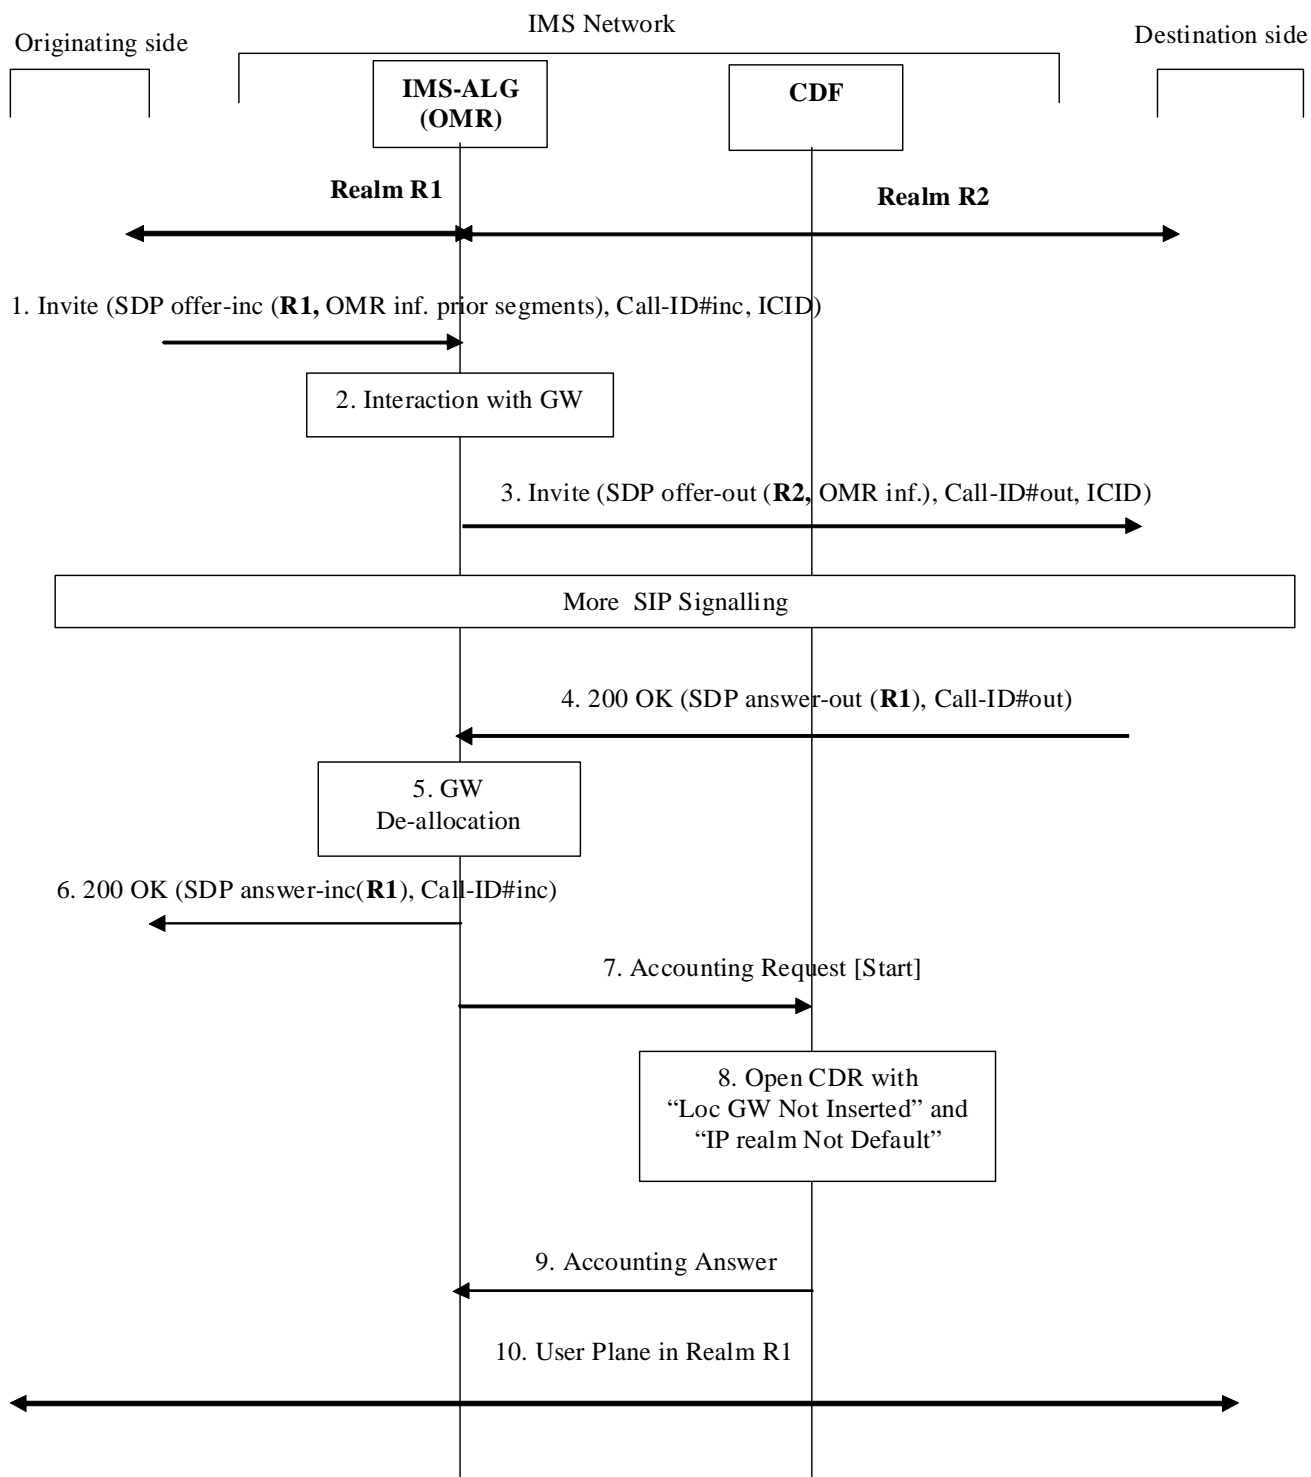 IMS Network
Originating side
Destination side
IMS-ALG
(OMR)
CDF
Realm R1
Realm R2
1. Invite (SDP offer-inc (R1, OMR inf. prior segments), Call-ID#inc, ICID)
2. Interaction with GW
3. Invite (SDP offer-out (R2, OMR inf.), Call-ID#out, ICID)
More SIP Signalling
4. 200 OK (SDP answer-out (R1), Call-ID#out)
5. GW
De-allocation
6. 200 OK (SDP answer-inc(R1), Call-ID#inc)
7. Accounting Request [Start]
8. Open CDR with
“Loc GW Not Inserted” and
“IP realm Not Default”
9. Accounting Answer
10. User Plane in Realm R1